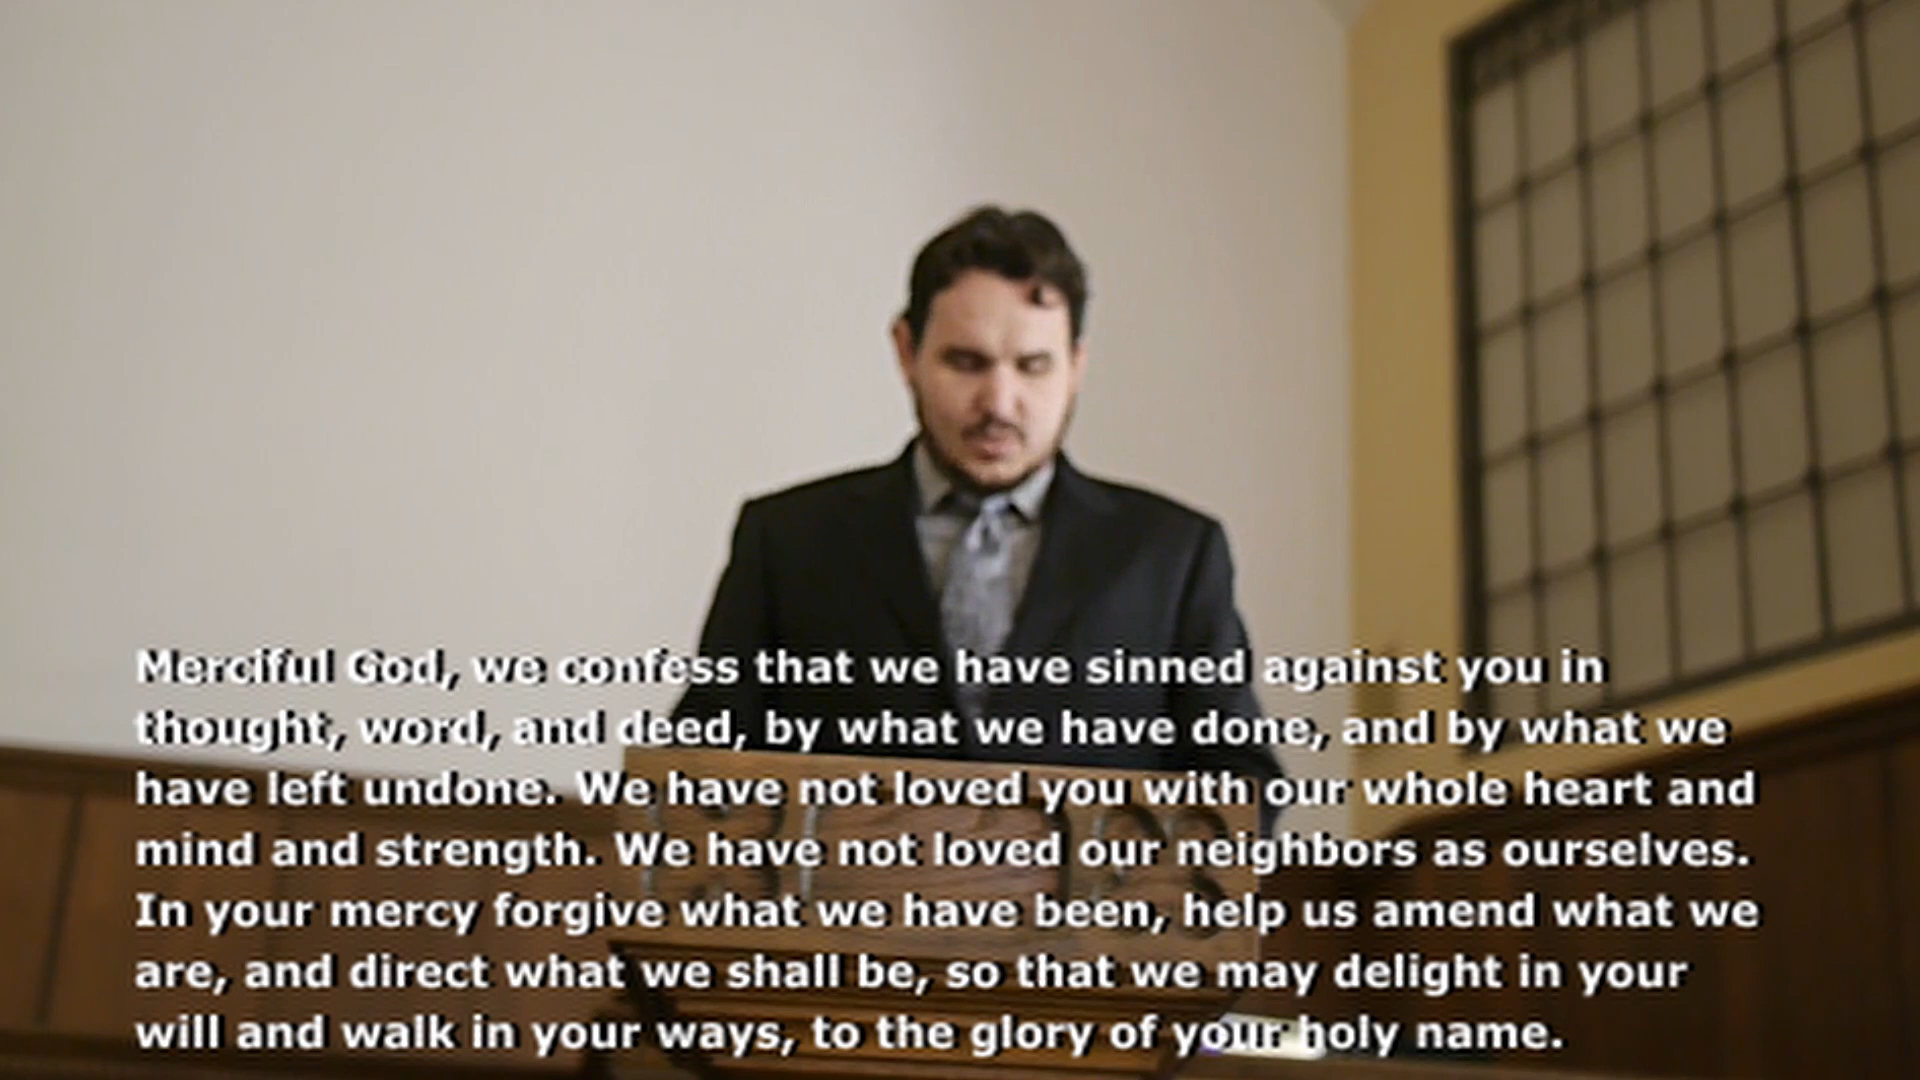 Merciful God, we confess that we have sinned against you in
thought, word, and deed, by what we have done, and by what we
have left undone. We have not loved you with our whole heart and
mind and strength. We have not loved our neighbors as ourselves.
In your mercy forgive what we have been, help us amend what we
are, and direct what we shall be, so that we may delight in your
will and walk in your ways, to the glory of your holy name.